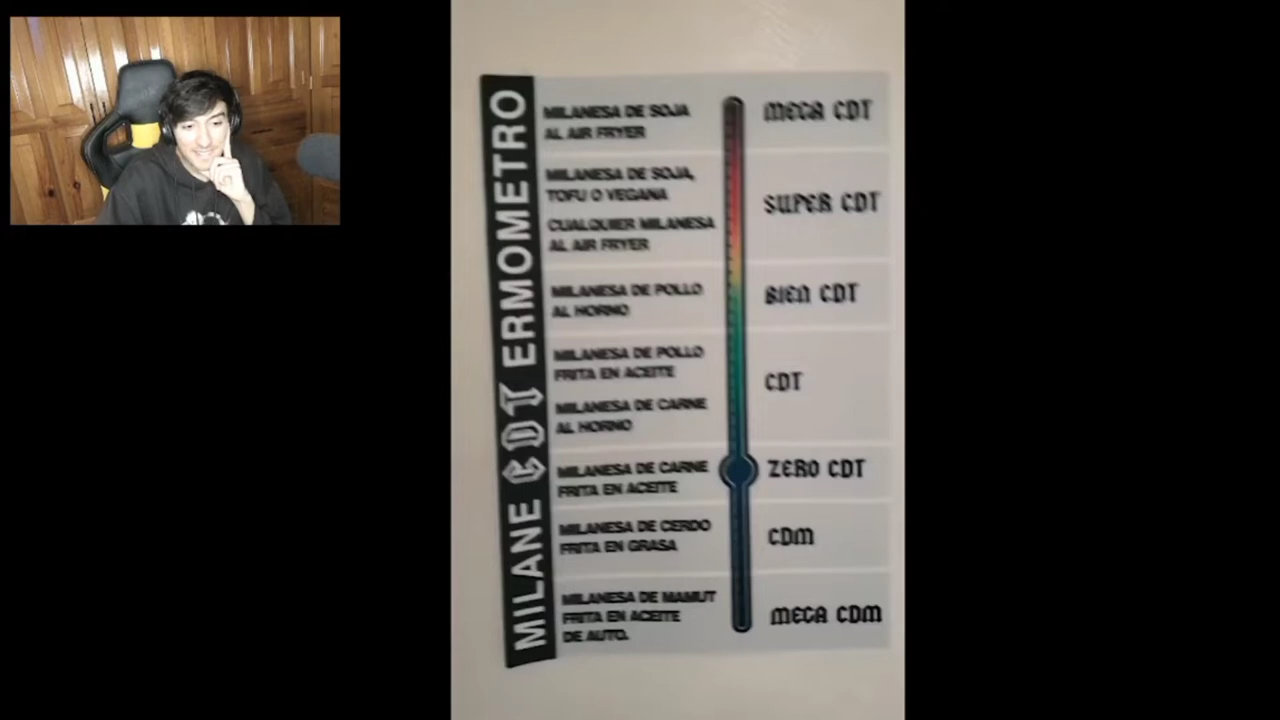 MILANE CDT ERMOMETRO
MILANESA DE SOJA
AL AIR FRYER
MEGA CDT
MILANESA DE SOJA,
TOFU O VEGANA
CUALQUIER MILANESA
AL AIR FRYER
SUPER CDT
MILANESA DE POLLO
AL HORNO
BIEN CDT
MILANESA DE POLLO
FRITA EN ACEITE
MILANESA DE CARNE
AL HORNO
CDT
MILANESA DE CARNE
FRITA EN ACEITE
ZERO CDT
MILANESA DE CERDO
FRITA EN GRASA
CDM
MILANESA DE MAMUT
FRITA EN ACEITE
DE AUTO.
MEGA CDM